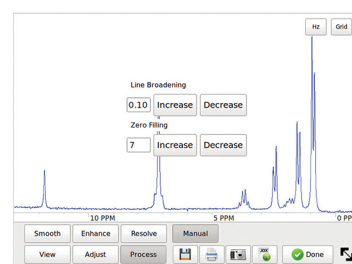 Hz Grid
Line Broadening
0.10 Increase Decrease
Zero Filling
7 Increase Decrease
10 PPM 5 PPM 0 PP
Smooth Enhance Resolve Manual
View Adjust Process Done